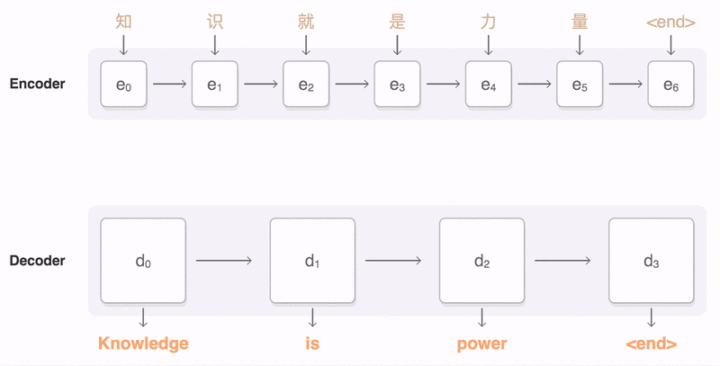 知 识 就 是 力 量 <end>
Encoder e₀ e₁ e₂ e₃ e₄ e₅ e₆
Decoder d₀ d₁ d₂ d₃
Knowledge is power <end>